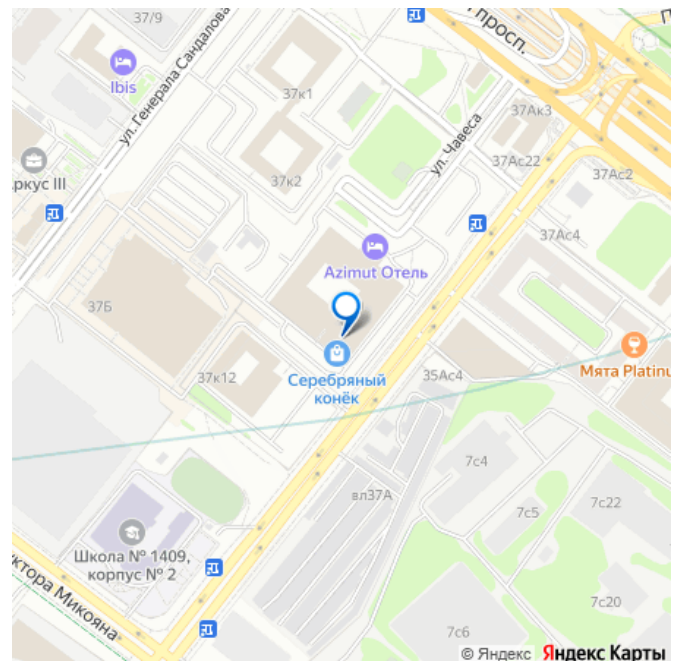 37/9
Ibis
ул. Генерала Сандалова
37к1
просп.
37Ак3
ул. Чавеса
37Ас22
37Ас2
37к2
ркус III
37Ас4
Azimut Отель
37Б
Мята Platinu
37к12
Серебряный
конёк
35Ас4
7с4
вл37А
7с22
7с5
Школа № 1409,
корпус № 2
уктора Микояна
7с20
7с6
© Яндекс Яндекс Карты